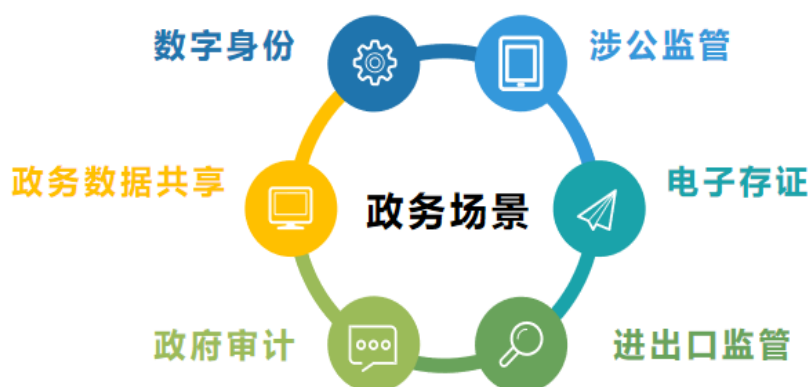 数字身份
涉公监管
政务数据共享
政务场景
电子存证
政府审计
进出口监管